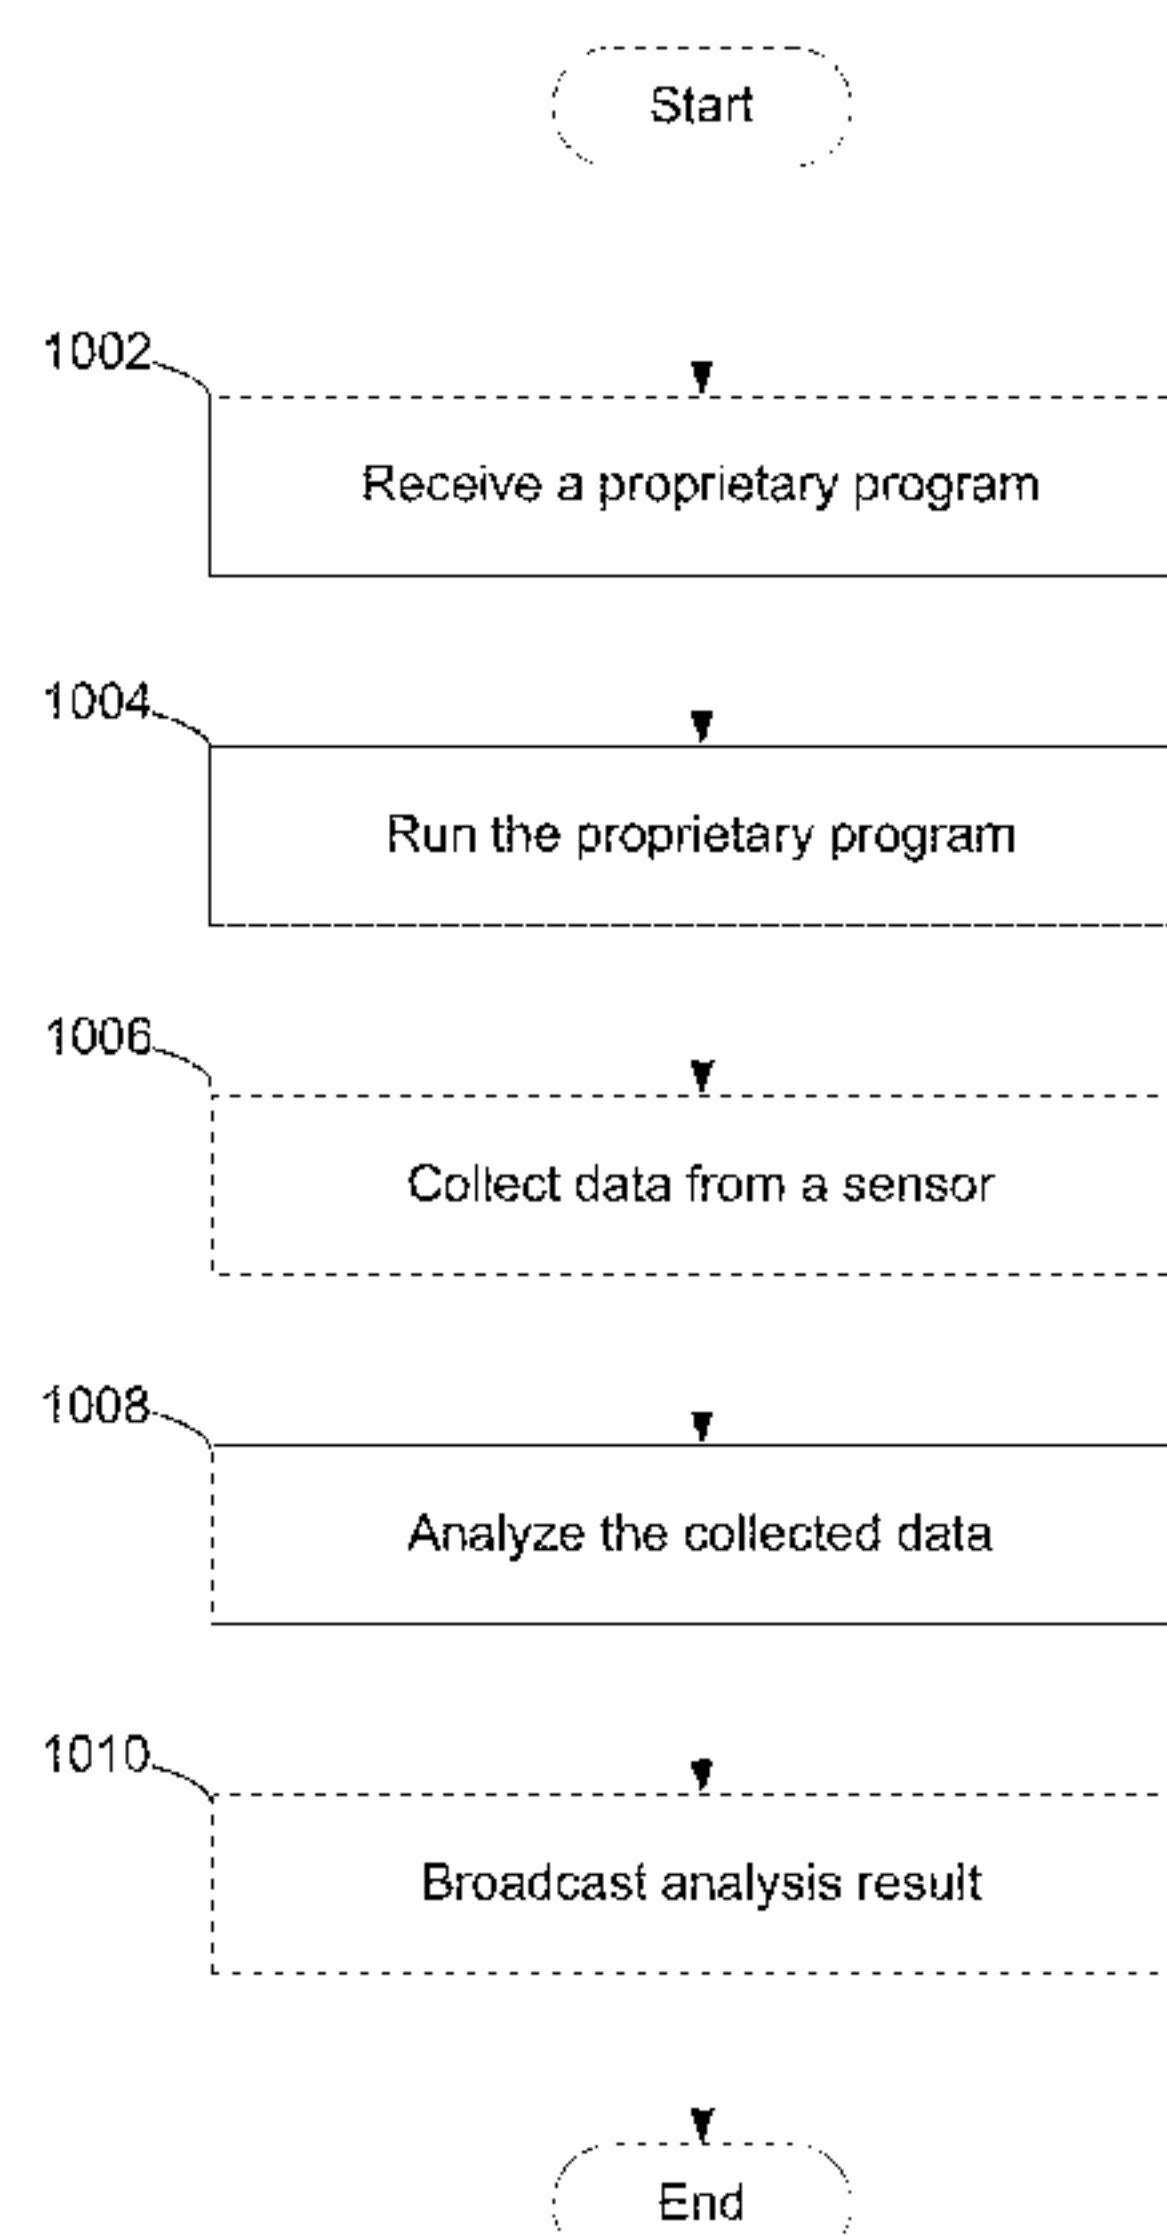 Start
1002
Receive a proprietary program
1004
Run the proprietary program
1006
Collect data from a sensor
1008
Analyze the collected data
1010
Broadcast analysis result
End